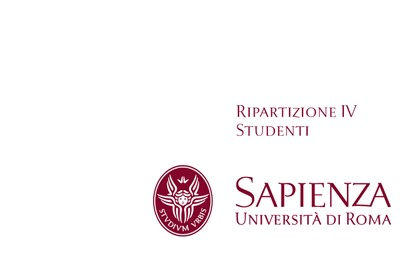 RIPARTIZIONE IV
STUDENTI
STVDIVM VRBIS
SAPIENZA
UNIVERSITÀ DI ROMA